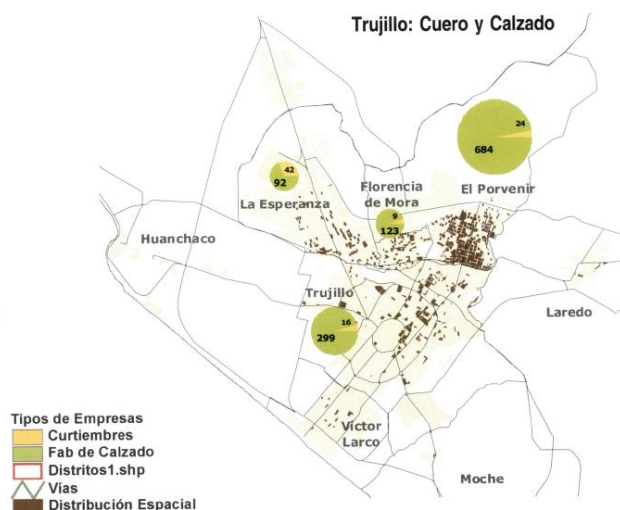 Trujillo: Cuero y Calzado
24
684
El Porvenir
42
92
La Esperanza
Florencia
de Mora
9
123
Huanchaco
Trujillo
16
299
Laredo
Víctor
Larco
Moche
Tipos de Empresas
Curtiembres
Fab de Calzado
Distritos1.shp
Vías
Distribución Espacial